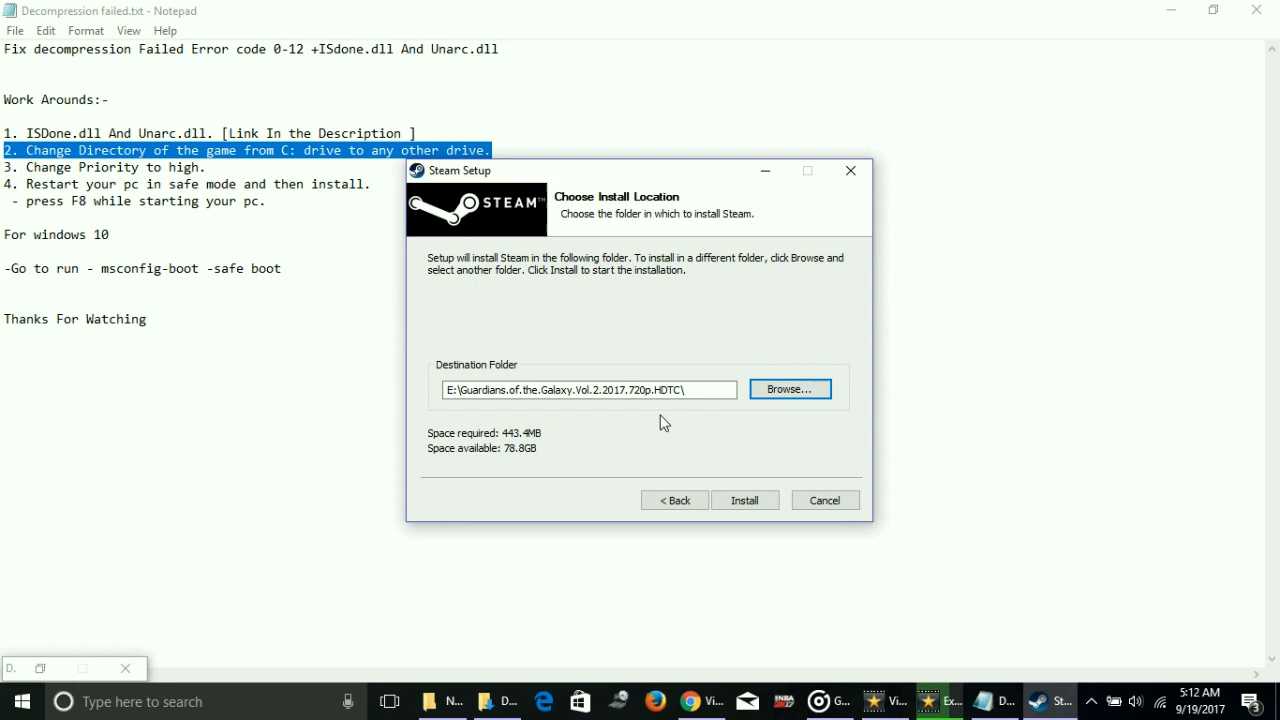 Decompression failed.txt - Notepad
File Edit Format View Help
Fix decompression Failed Error code 0-12 +ISdone.dll And Unarc.dll
Work Arounds:-
1. ISDone.dll And Unarc.dll. [Link In the Description ]
2. Change Directory of the game from C: drive to any other drive.
3. Change Priority to high.
4. Restart your pc in safe mode and then install.
- press F8 while starting your pc.
For windows 10
-Go to run - msconfig-boot -safe boot
Thanks For Watching
Steam Setup
STEAM™
Choose Install Location
Choose the folder in which to install Steam.
Setup will install Steam in the following folder. To install in a different folder, click Browse and
select another folder. Click Install to start the installation.
Destination Folder
E:\Guardians.of.the.Galaxy.Vol.2.2017.720p.HDTC\
Browse...
Space required: 443.4MB
Space available: 78.8GB
< Back
Install
Cancel
D.
Type here to search
N...
D...
Vi...
G...
Vi...
Ex...
D...
St...
5:12 AM
9/19/2017
3